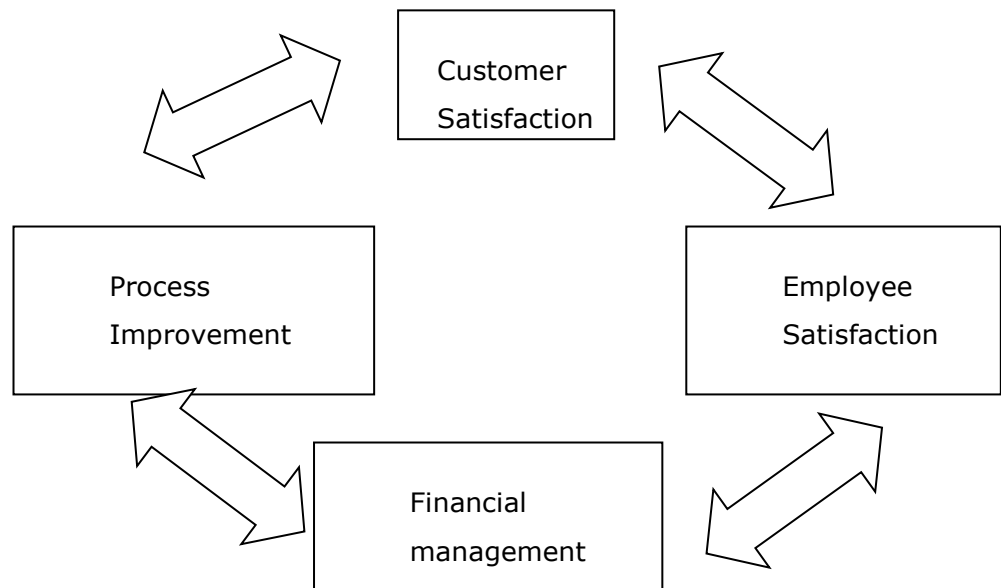 Customer
Satisfaction
Process
Improvement
Employee
Satisfaction
Financial
management